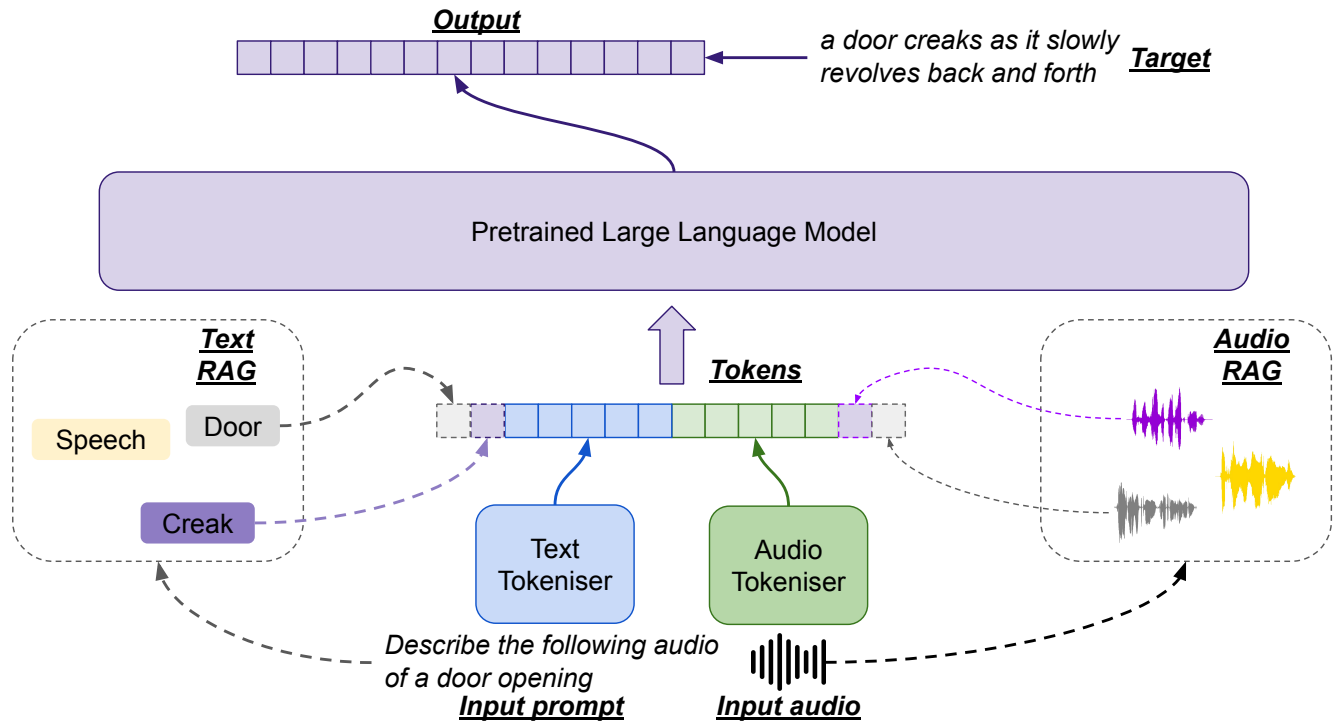 Output
a door creaks as it slowly
revolves back and forth
Target
Pretrained Large Language Model
Text
RAG
Door
Speech
Creak
Tokens
Audio
RAG
Text
Tokeniser
Audio
Tokeniser
Describe the following audio
of a door opening
Input prompt
Input audio